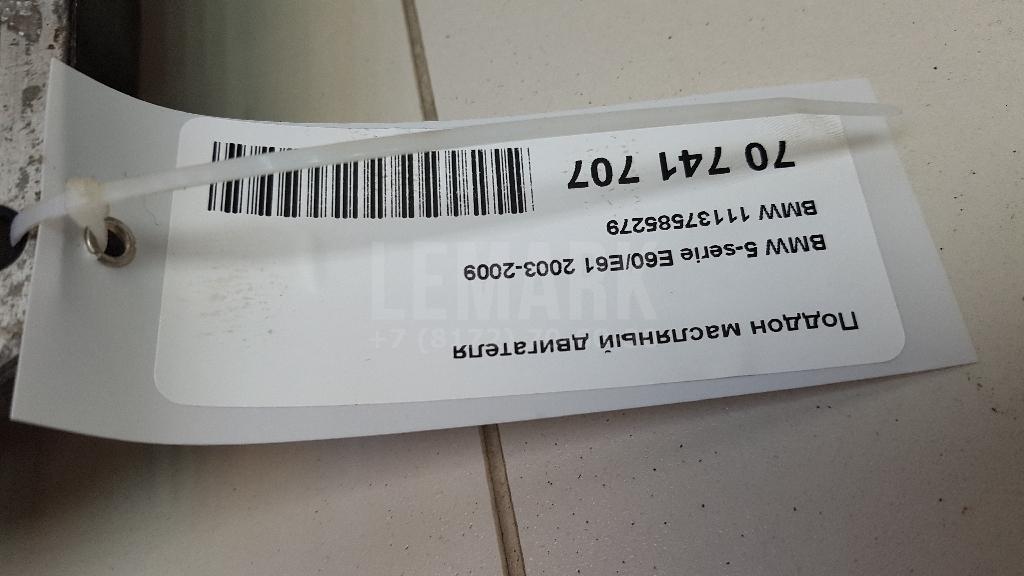 Поддон масляный двигателя
BMW 5-serie E60/E61 2003-2009
BMW 11137585279
70 741 707
LEMARK